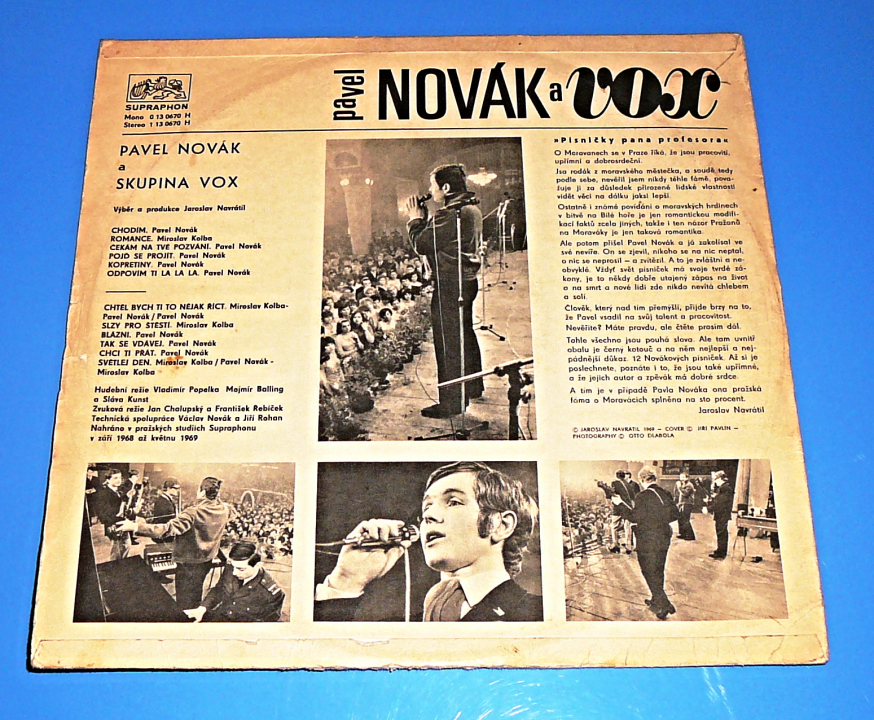 pavel NOVÁK a VOX
SUPRAPHON
Mono 0 13 0670 H
Stereo 1 13 0670 H
PAVEL NOVÁK
a
SKUPINA VOX
Výběr a produkce Jaroslav Navrátil
CHODÍM. Pavel Novák
ROMANCE. Miroslav Kolba
ČEKÁM NA TVÉ POZVÁNÍ. Pavel Novák
POJĎ SE PROJÍT. Pavel Novák
KOPRETINY. Pavel Novák
ODPOVÍM TI LA LA LA. Pavel Novák
CHTĚL BYCH TI TO NĚJAK ŘÍCT. Miroslav Kolba-
Pavel Novák / Pavel Novák
SLZY PRO ŠTĚSTÍ. Miroslav Kolba
BLÁZNI. Pavel Novák
TAK SE VDÁVEJ. Pavel Novák
CHCI TI PŘÁT. Pavel Novák
SVĚTLEJ DEN. Miroslav Kolba / Pavel Novák -
Miroslav Kolba
Hudební režie Vladimír Popelka Mojmír Balling
a Sláva Kunst
Zvuková režie Jan Chalupský a František Řebíček
Technická spolupráce Václav Novák a Jiří Rohan
Nahráno v pražských studiích Supraphonu
v září 1968 až květnu 1969
»Písničky pana profesora«
O Moravanech se v Praze říká, že jsou pracovití,
upřímní a dobrosrdeční.
Jsa rodák z moravského městečka, a soudě tedy
podle sebe, nevěřil jsem nikdy téhle fámě, pova-
žuje ji za důsledek přirozené lidské vlastnosti
vidět věci na dálku jaksi lepší.
Ostatně i známé povídání o moravských hrdinech
v bitvě na Bílé hoře je jen romantickou modifi-
kací faktů zcela jiných, takže i ten názor Pražanů
na Moraváky je jen taková romantika.
Ale potom přišel Pavel Novák a já zakolísal ve
své nevíře. On se zjevil, nikoho se na nic neptal,
o nic se neprosil — a zvítězil. A to je zvláštní a ne-
obvyklé. Vždyť svět písniček má svoje tvrdé zá-
kony, je to někdy dobře utajený zápas na život
a na smrt a nové lidi zde nikdo nevítá chlebem
a solí.
Člověk, který nad tím přemýšlí, přijde brzy na to,
že Pavel vsadil na svůj talent a pracovitost.
Nevěříte? Máte pravdu, ale čtěte prosím dál.
Tohle všechno jsou pouhá slova. Ale tam uvnitř
obalu je černý kotouč a na něm nejlepší a nej-
pádnější důkaz. 12 Novákových písniček. Až si je
poslechnete, poznáte i to, že jsou také upřímné,
a že jejich autor a zpěvák má dobré srdce.
A tím je v případě Pavla Nováka ona pražská
fáma o Moravácích splněna na sto procent.
Jaroslav Navrátil
© JAROSLAV NAVRÁTIL 1969 — COVER © JIŘÍ PAVLÍN —
PHOTOGRAPHY © OTTO DLABOLA